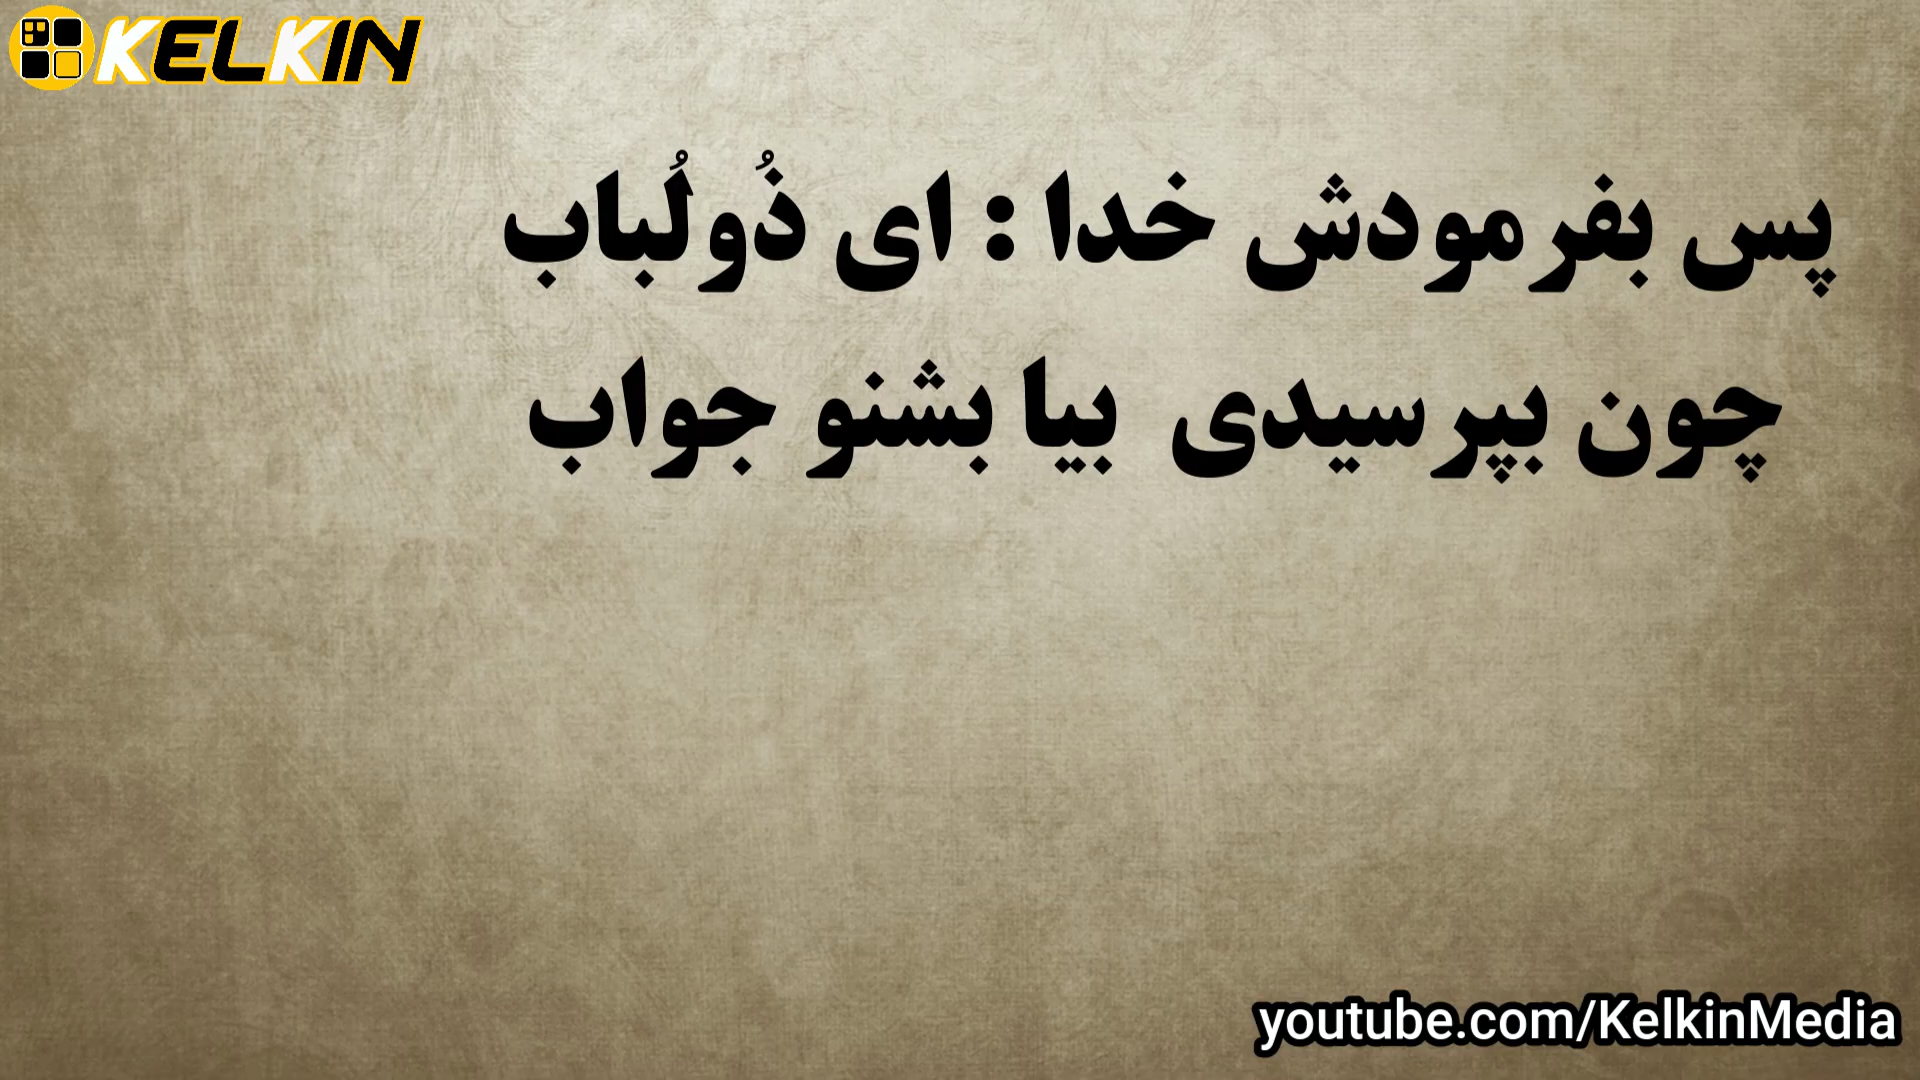 KELKIN
پس بفرمودش خدا : ای ذُولُباب
چون بپرسیدی بیا بشنو جواب
youtube.com/KelkinMedia